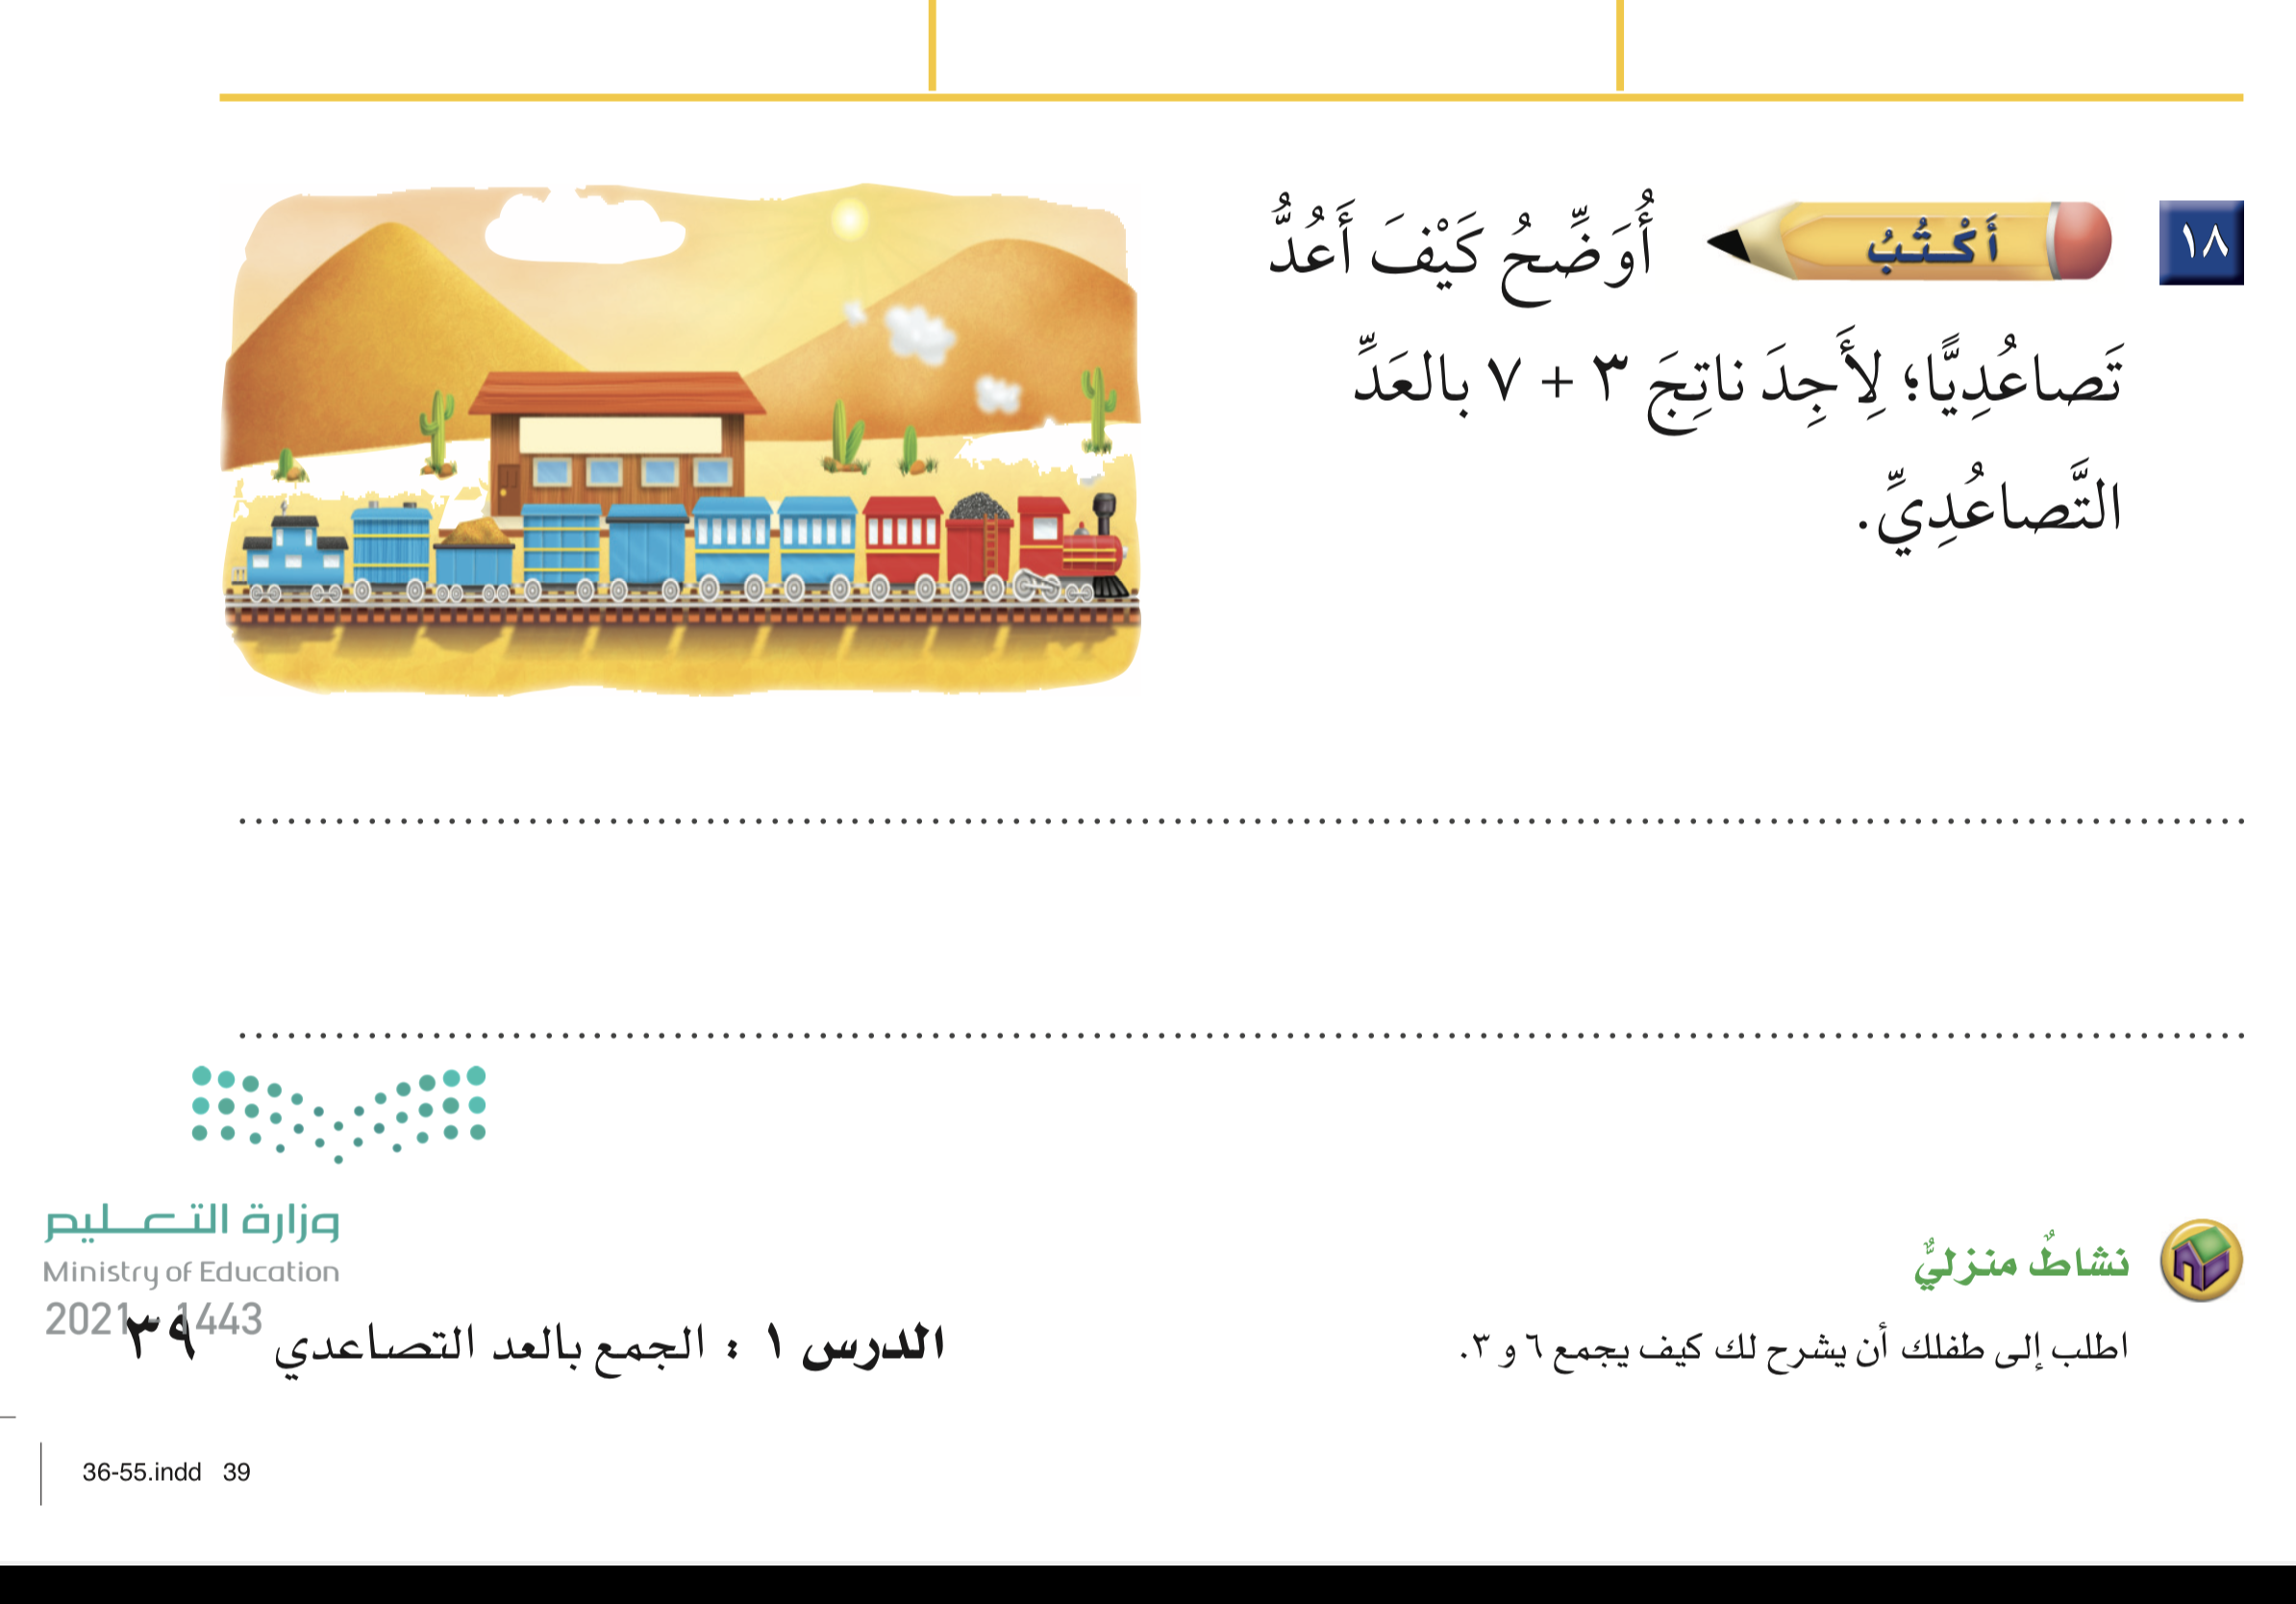 ١٨ أَكْتُبُ أُوَضِّحُ كَيْفَ أَعُدُّ
تَصاعُدِيًّا؛ لِأَجِدَ ناتِجَ ٣ + ٧ بالعَدِّ
التَّصاعُدِيِّ.
نشاطٌ منزليٌّ
اطلب إلى طفلك أن يشرح لك كيف يجمع ٦ و ٣.
وزارة التعليم
Ministry of Education
2021 - 1443
الدرس ١ : الجمع بالعد التصاعدي ٣٩
36-55.indd 39